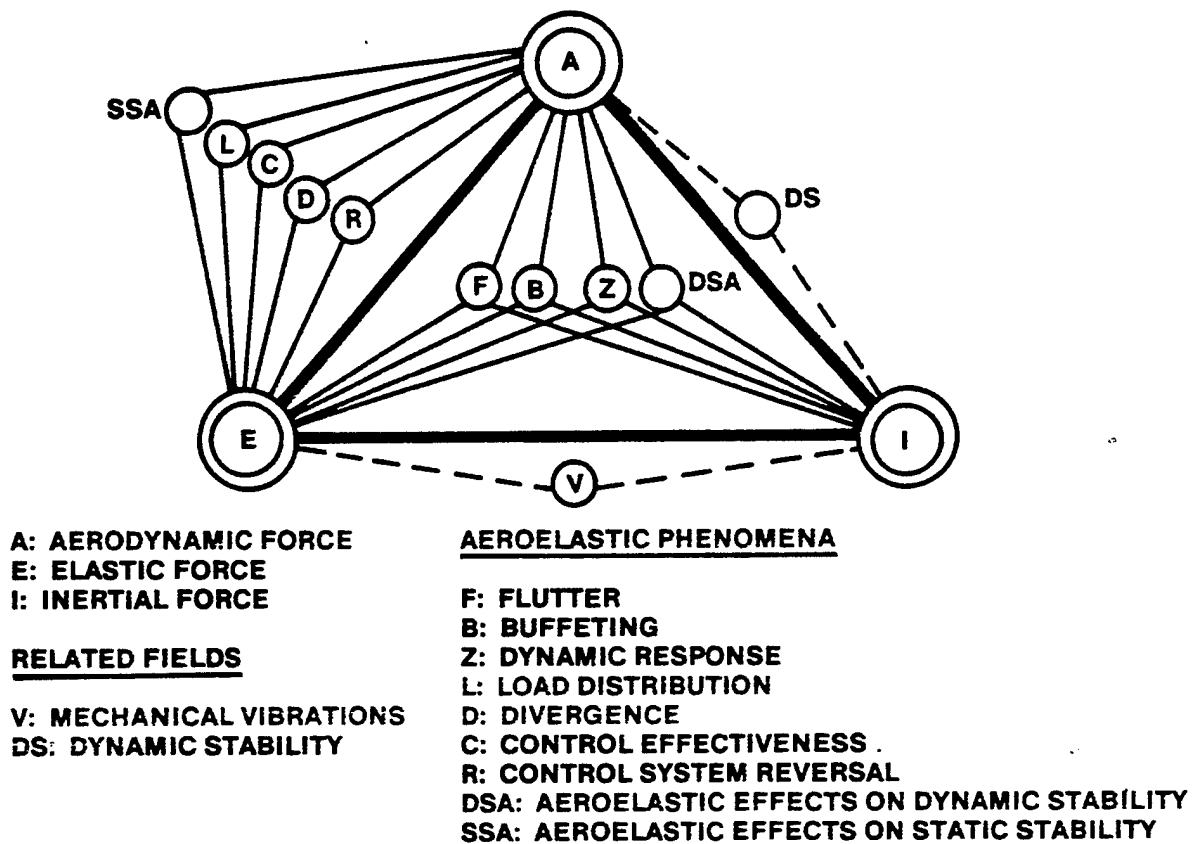 A
SSA
L
C
D
R
DS
F
B
Z
DSA
E
I
V
A: AERODYNAMIC FORCE
E: ELASTIC FORCE
I: INERTIAL FORCE
RELATED FIELDS
V: MECHANICAL VIBRATIONS
DS: DYNAMIC STABILITY
AEROELASTIC PHENOMENA
F: FLUTTER
B: BUFFETING
Z: DYNAMIC RESPONSE
L: LOAD DISTRIBUTION
D: DIVERGENCE
C: CONTROL EFFECTIVENESS
R: CONTROL SYSTEM REVERSAL
DSA: AEROELASTIC EFFECTS ON DYNAMIC STABILITY
SSA: AEROELASTIC EFFECTS ON STATIC STABILITY